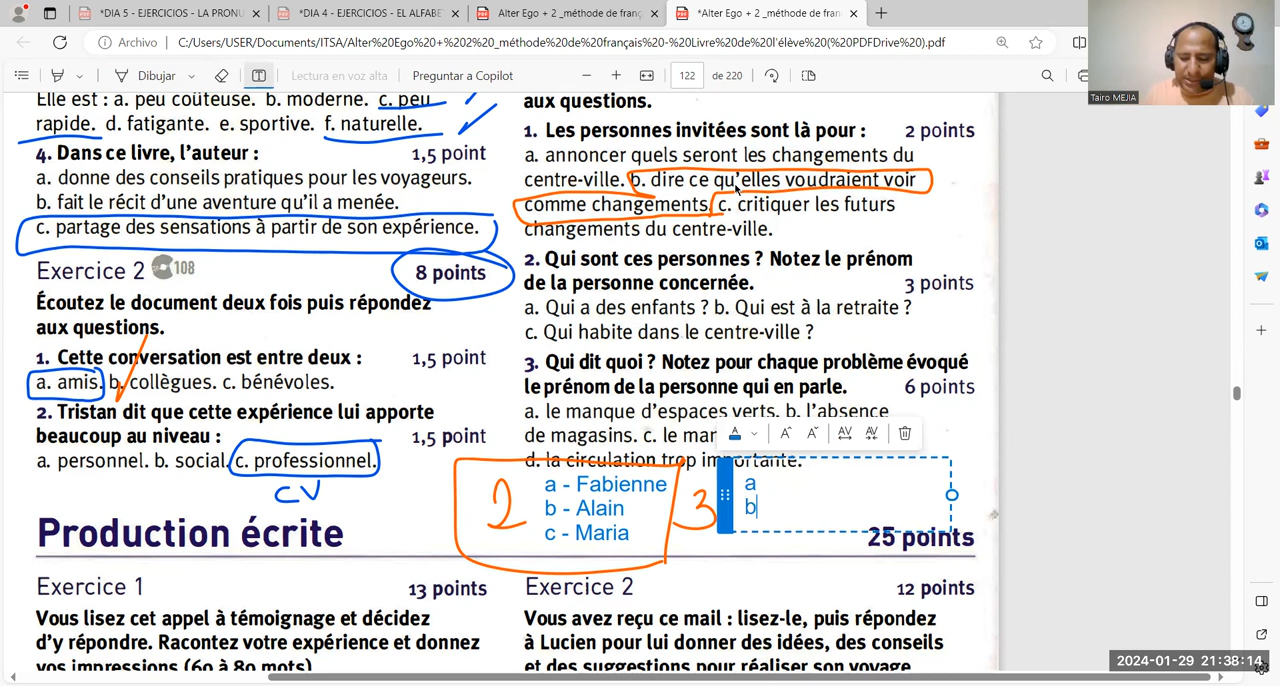 *DIA 5 - EJERCICIOS - LA PRONU
*DIA 4 - EJERCICIOS - EL ALFABE
Alter Ego + 2 _méthode de franç
*Alter Ego + 2 _méthode de fran
Archivo
C:/Users/USER/Documents/ITSA/Alter%20Ego%20+%202%20_méthode%20de%20français%20-%20Livre%20de%20l'élève%20(%20PDFDrive%20).pdf
Dibujar
Lectura en voz alta
Preguntar a Copilot
122
de 220
Tairo MEJIA
Elle est : a. peu coûteuse. b. moderne. c. peu
rapide. d. fatigante. e. sportive. f. naturelle.
4. Dans ce livre, l'auteur : 1,5 point
a. donne des conseils pratiques pour les voyageurs.
b. fait le récit d'une aventure qu'il a menée.
c. partage des sensations à partir de son expérience.
Exercice 2 108 8 points
Écoutez le document deux fois puis répondez
aux questions.
1. Cette conversation est entre deux : 1,5 point
a. amis. b. collègues. c. bénévoles.
2. Tristan dit que cette expérience lui apporte
beaucoup au niveau : 1,5 point
a. personnel. b. social. c. professionnel.
CV
aux questions.
1. Les personnes invitées sont là pour : 2 points
a. annoncer quels seront les changements du
centre-ville. b. dire ce qu'elles voudraient voir
comme changements. c. critiquer les futurs
changements du centre-ville.
2. Qui sont ces personnes ? Notez le prénom
de la personne concernée. 3 points
a. Qui a des enfants ? b. Qui est à la retraite ?
c. Qui habite dans le centre-ville ?
3. Qui dit quoi ? Notez pour chaque problème évoqué
le prénom de la personne qui en parle. 6 points
a. le manque d'espaces verts. b. l'absence
de magasins. c. le man
d. la circulation trop importante.
2
a - Fabienne
b - Alain
c - Maria
3
a
b
Production écrite 25 points
Exercice 1 13 points
Vous lisez cet appel à témoignage et décidez
d'y répondre. Racontez votre expérience et donnez
vos impressions (60 à 80 mots).
Exercice 2 12 points
Vous avez reçu ce mail : lisez-le, puis répondez
à Lucien pour lui donner des idées, des conseils
et des suggestions pour réaliser son voyage
2024-01-29 21:38:14